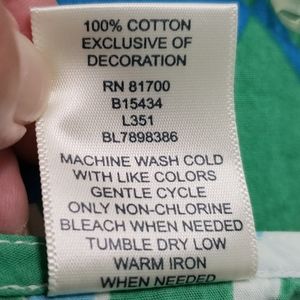 100% COTTON
EXCLUSIVE OF
DECORATION
RN 81700
B15434
L351
BL7898386
MACHINE WASH COLD
WITH LIKE COLORS
GENTLE CYCLE
ONLY NON-CHLORINE
BLEACH WHEN NEEDED
TUMBLE DRY LOW
WARM IRON
WHEN NEEDED